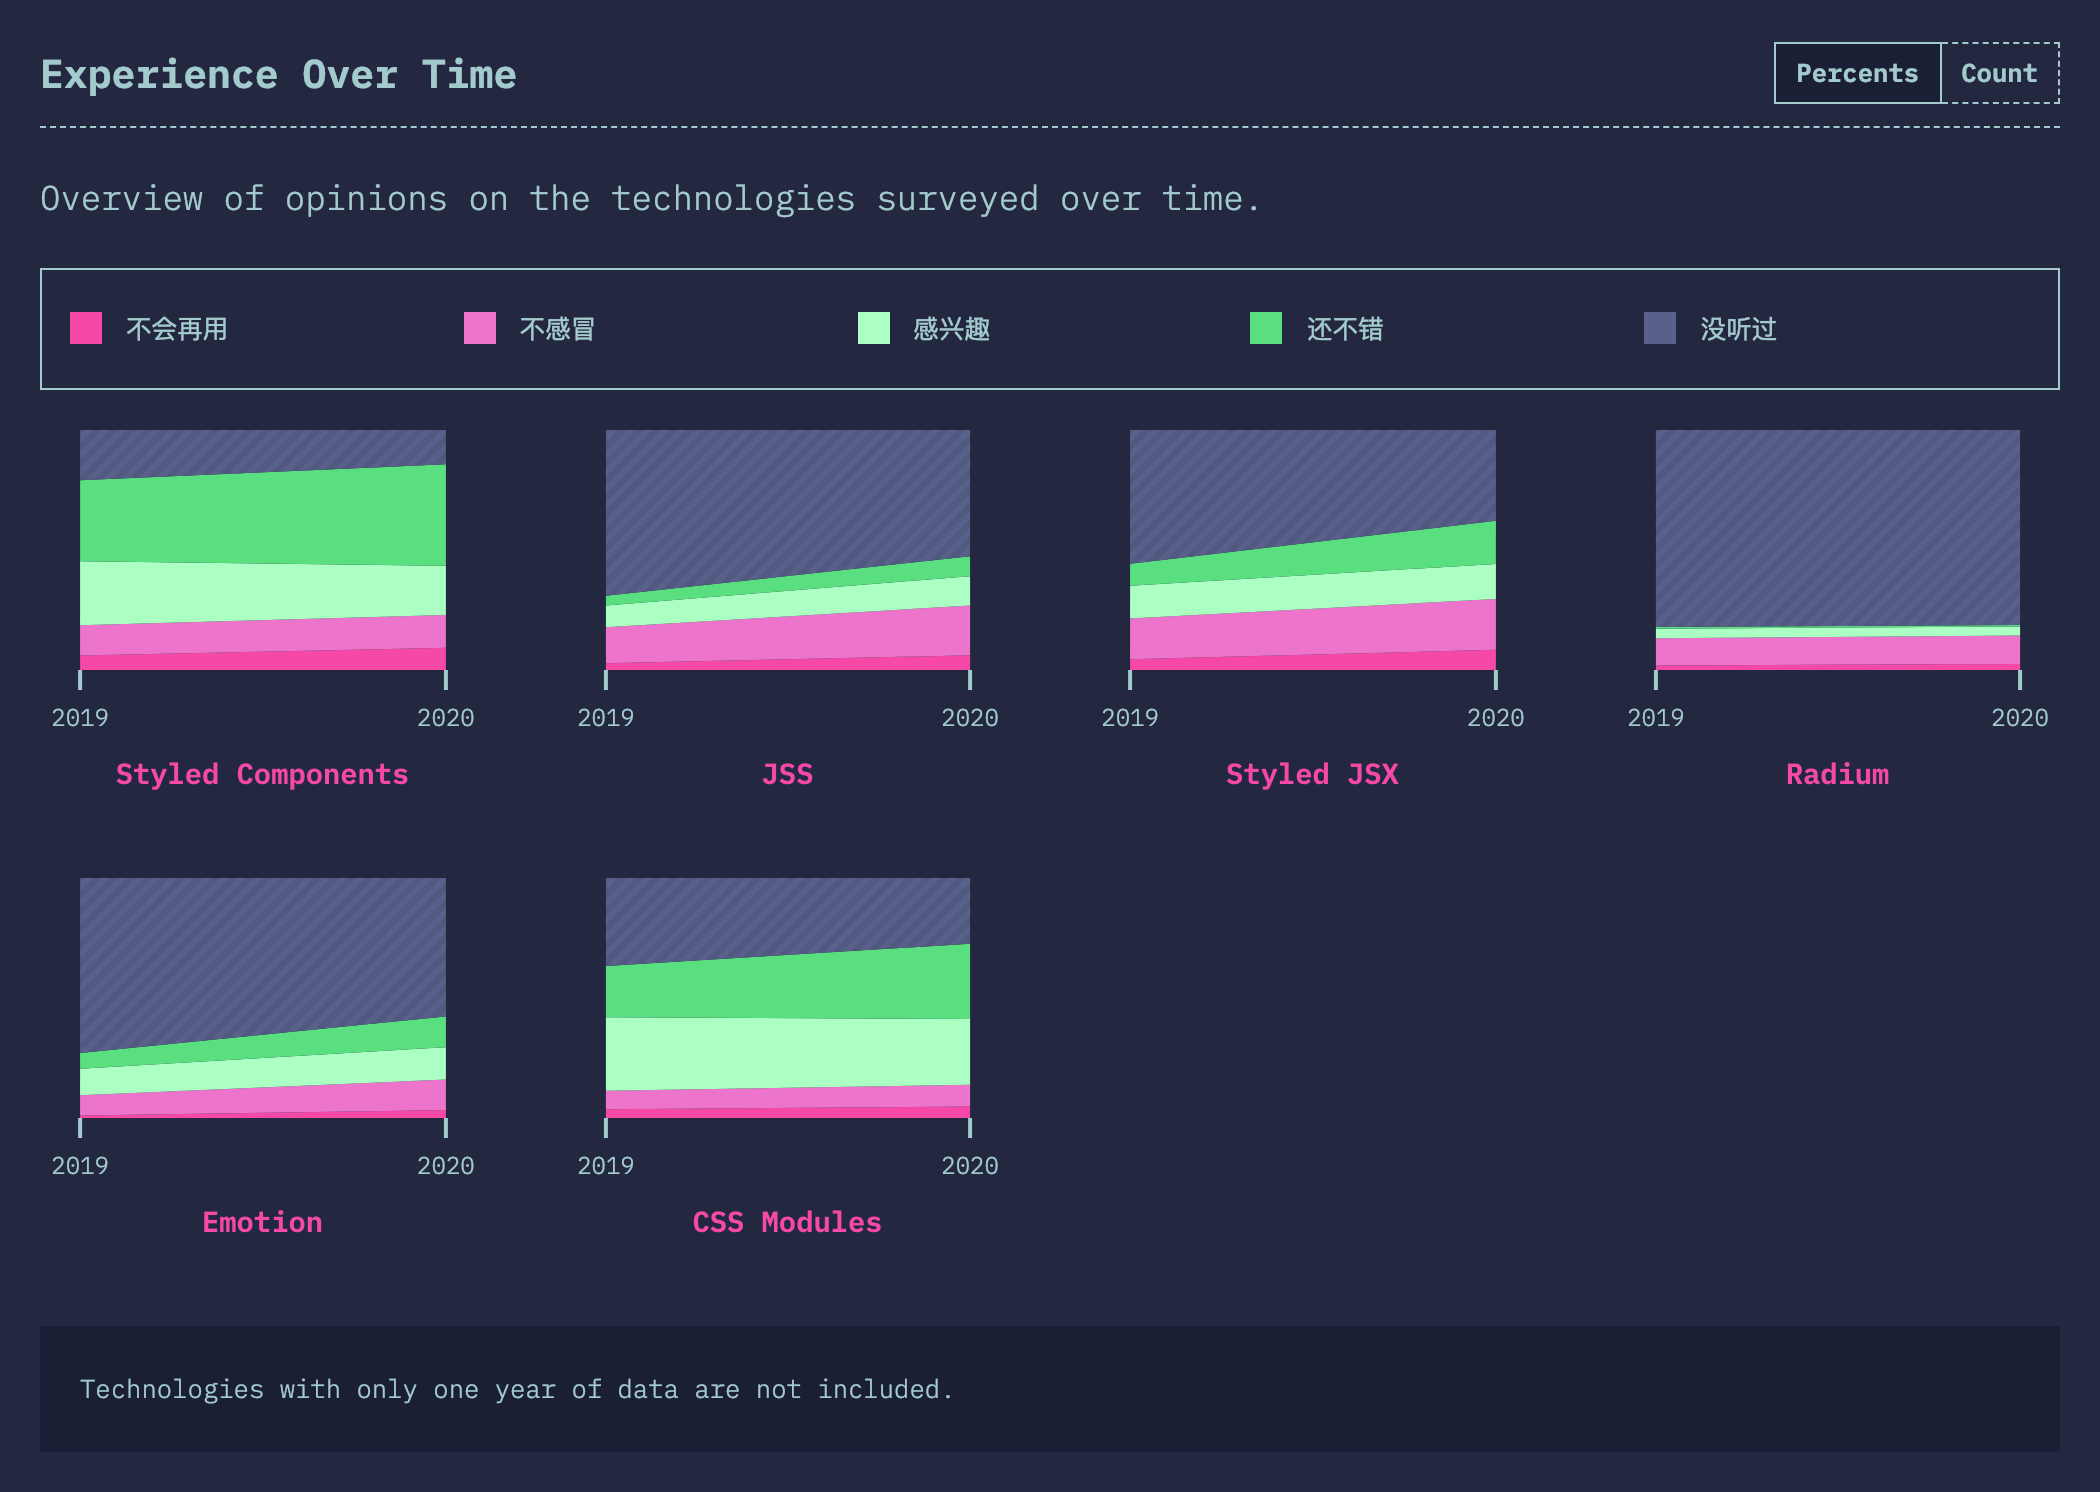 Experience Over Time
Percents
Count
Overview of opinions on the technologies surveyed over time.
不会再用
不感冒
感兴趣
还不错
没听过
2019
2020
Styled Components
2019
2020
JSS
2019
2020
Styled JSX
2019
2020
Radium
2019
2020
Emotion
2019
2020
CSS Modules
Technologies with only one year of data are not included.